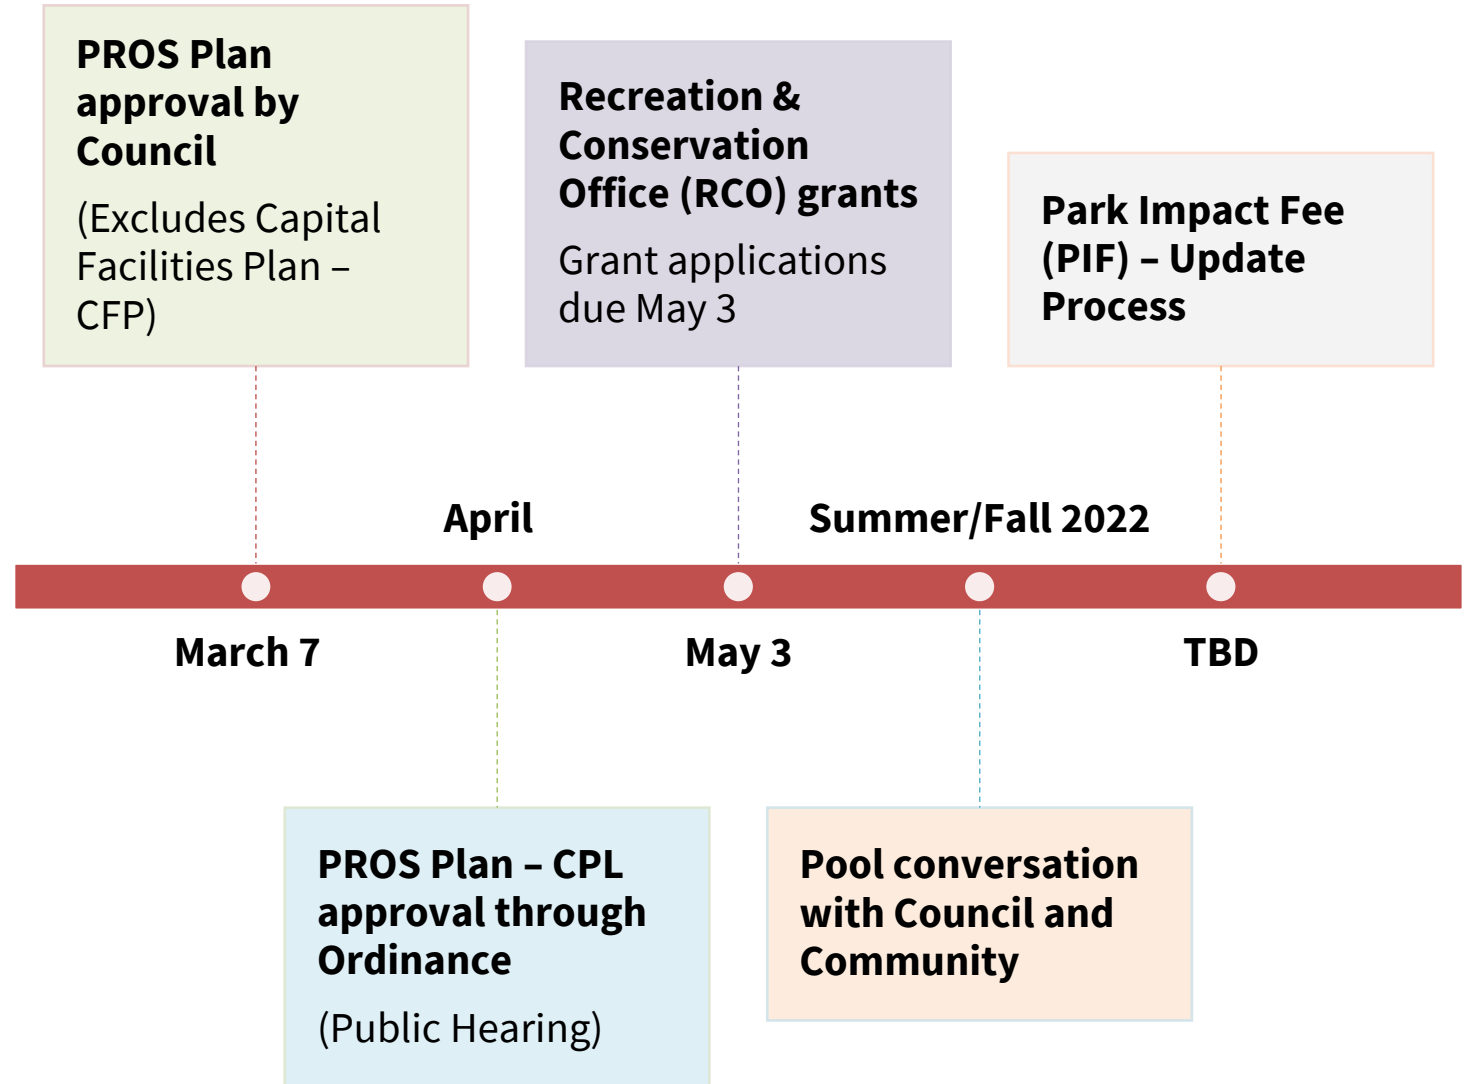 PROS Plan
approval by
Council
(Excludes Capital
Facilities Plan –
CFP)
Recreation &
Conservation
Office (RCO) grants
Grant applications
due May 3
Park Impact Fee
(PIF) – Update
Process
April
Summer/Fall 2022
March 7
May 3
TBD
PROS Plan – CPL
approval through
Ordinance
(Public Hearing)
Pool conversation
with Council and
Community